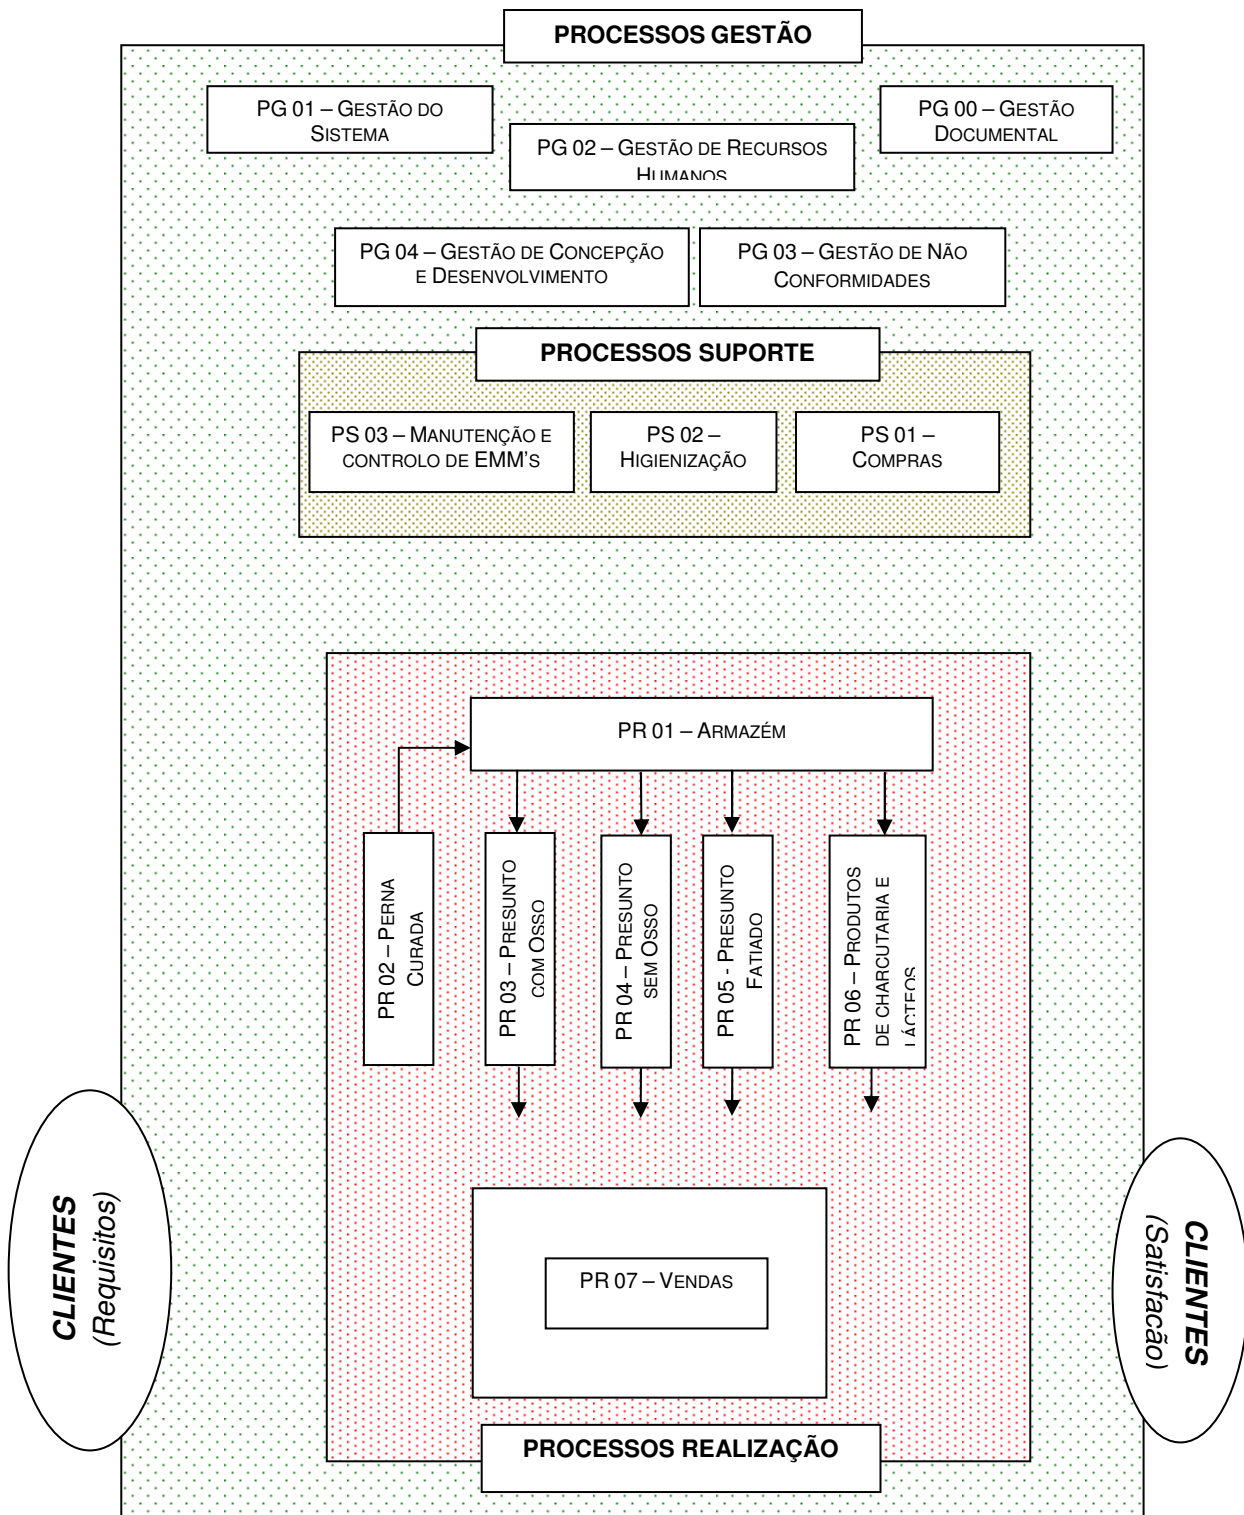 PROCESSOS GESTÃO
PG 01 – GESTÃO DO
SISTEMA
PG 00 – GESTÃO
DOCUMENTAL
PG 02 – GESTÃO DE RECURSOS
HUMANOS
PG 04 – GESTÃO DE CONCEPÇÃO
E DESENVOLVIMENTO
PG 03 – GESTÃO DE NÃO
CONFORMIDADES
PROCESSOS SUPORTE
PS 03 – MANUTENÇÃO E
CONTROLO DE EMM'S
PS 02 –
HIGIENIZAÇÃO
PS 01 –
COMPRAS
PR 01 – ARMAZÉM
PR 02 – PERNA
CURADA
PR 03 – PRESUNTO
COM OSSO
PR 04 – PRESUNTO
SEM OSSO
PR 05 - PRESUNTO
FATIADO
PR 06 – PRODUTOS
DE CHARCUTARIA E
LÁCTEOS
CLIENTES
(Requisitos)
PR 07 – VENDAS
CLIENTES
(Satisfacão)
PROCESSOS REALIZAÇÃO